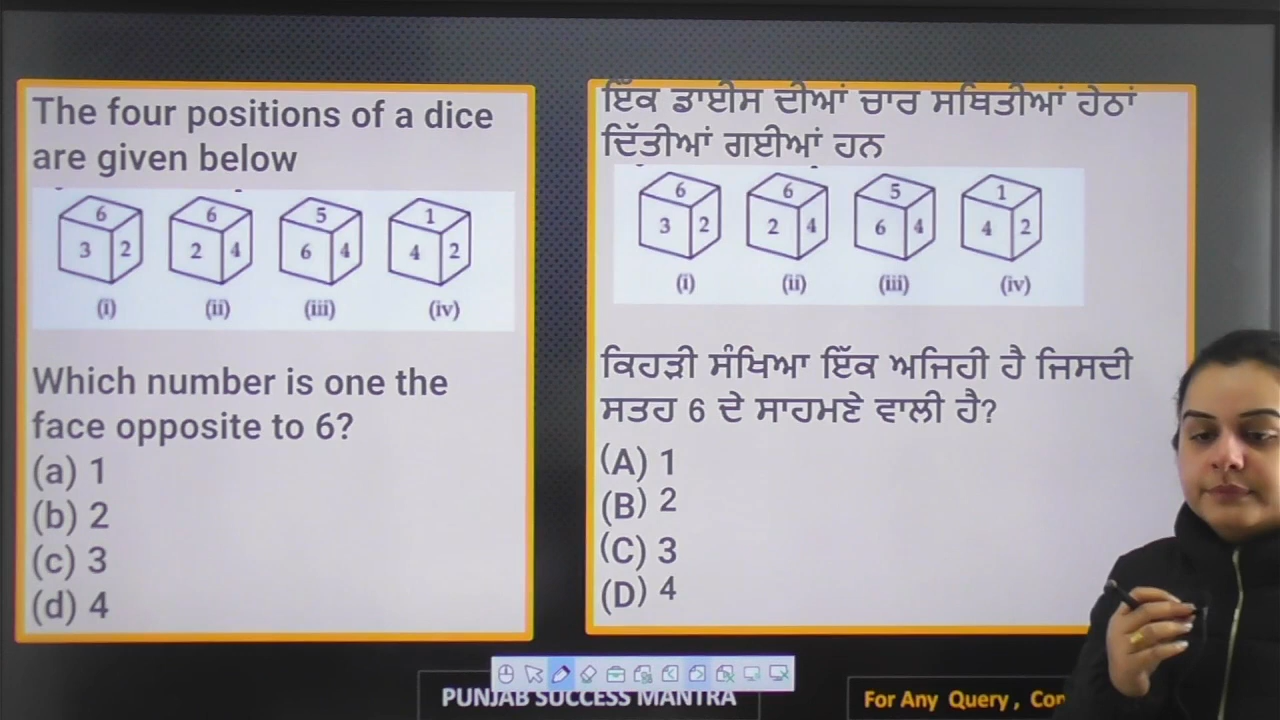 The four positions of a dice
are given below
6 3 2
6 2 4
5 6 4
1 4 2
(i) (ii) (iii) (iv)
Which number is one the
face opposite to 6?
(a) 1
(b) 2
(c) 3
(d) 4
ਇੱਕ ਡਾਈਸ ਦੀਆਂ ਚਾਰ ਸਥਿਤੀਆਂ ਹੇਠਾਂ
ਦਿੱਤੀਆਂ ਗਈਆਂ ਹਨ
6 3 2
6 2 4
5 6 4
1 4 2
(i) (ii) (iii) (iv)
ਕਿਹੜੀ ਸੰਖਿਆ ਇੱਕ ਅਜਿਹੀ ਹੈ ਜਿਸਦੀ
ਸਤਹ 6 ਦੇ ਸਾਹਮਣੇ ਵਾਲੀ ਹੈ?
(A) 1
(B) 2
(C) 3
(D) 4
PUNJAB SUCCESS MANTRA
For Any Query , Con